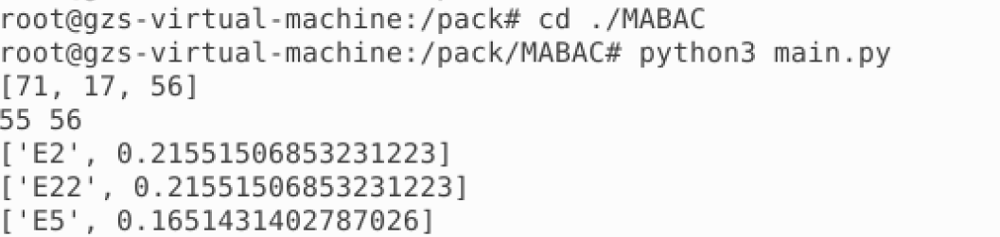 root@gzs-virtual-machine:/pack# cd ./MABAC
root@gzs-virtual-machine:/pack/MABAC# python3 main.py
[71, 17, 56]
55 56
['E2', 0.21551506853231223]
['E22', 0.21551506853231223]
['E5', 0.1651431402787026]